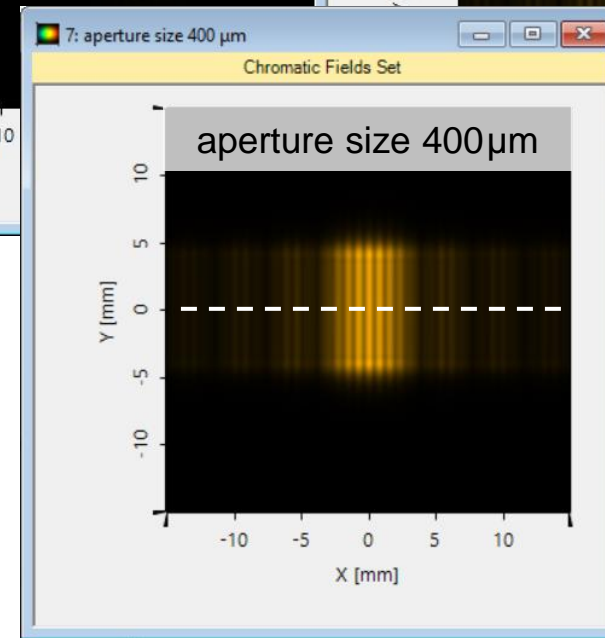 7: aperture size 400 µm
Chromatic Fields Set
aperture size 400µm
10
10
5
0
-5
-10
Y [mm]
-10 -5 0 5 10
X [mm]